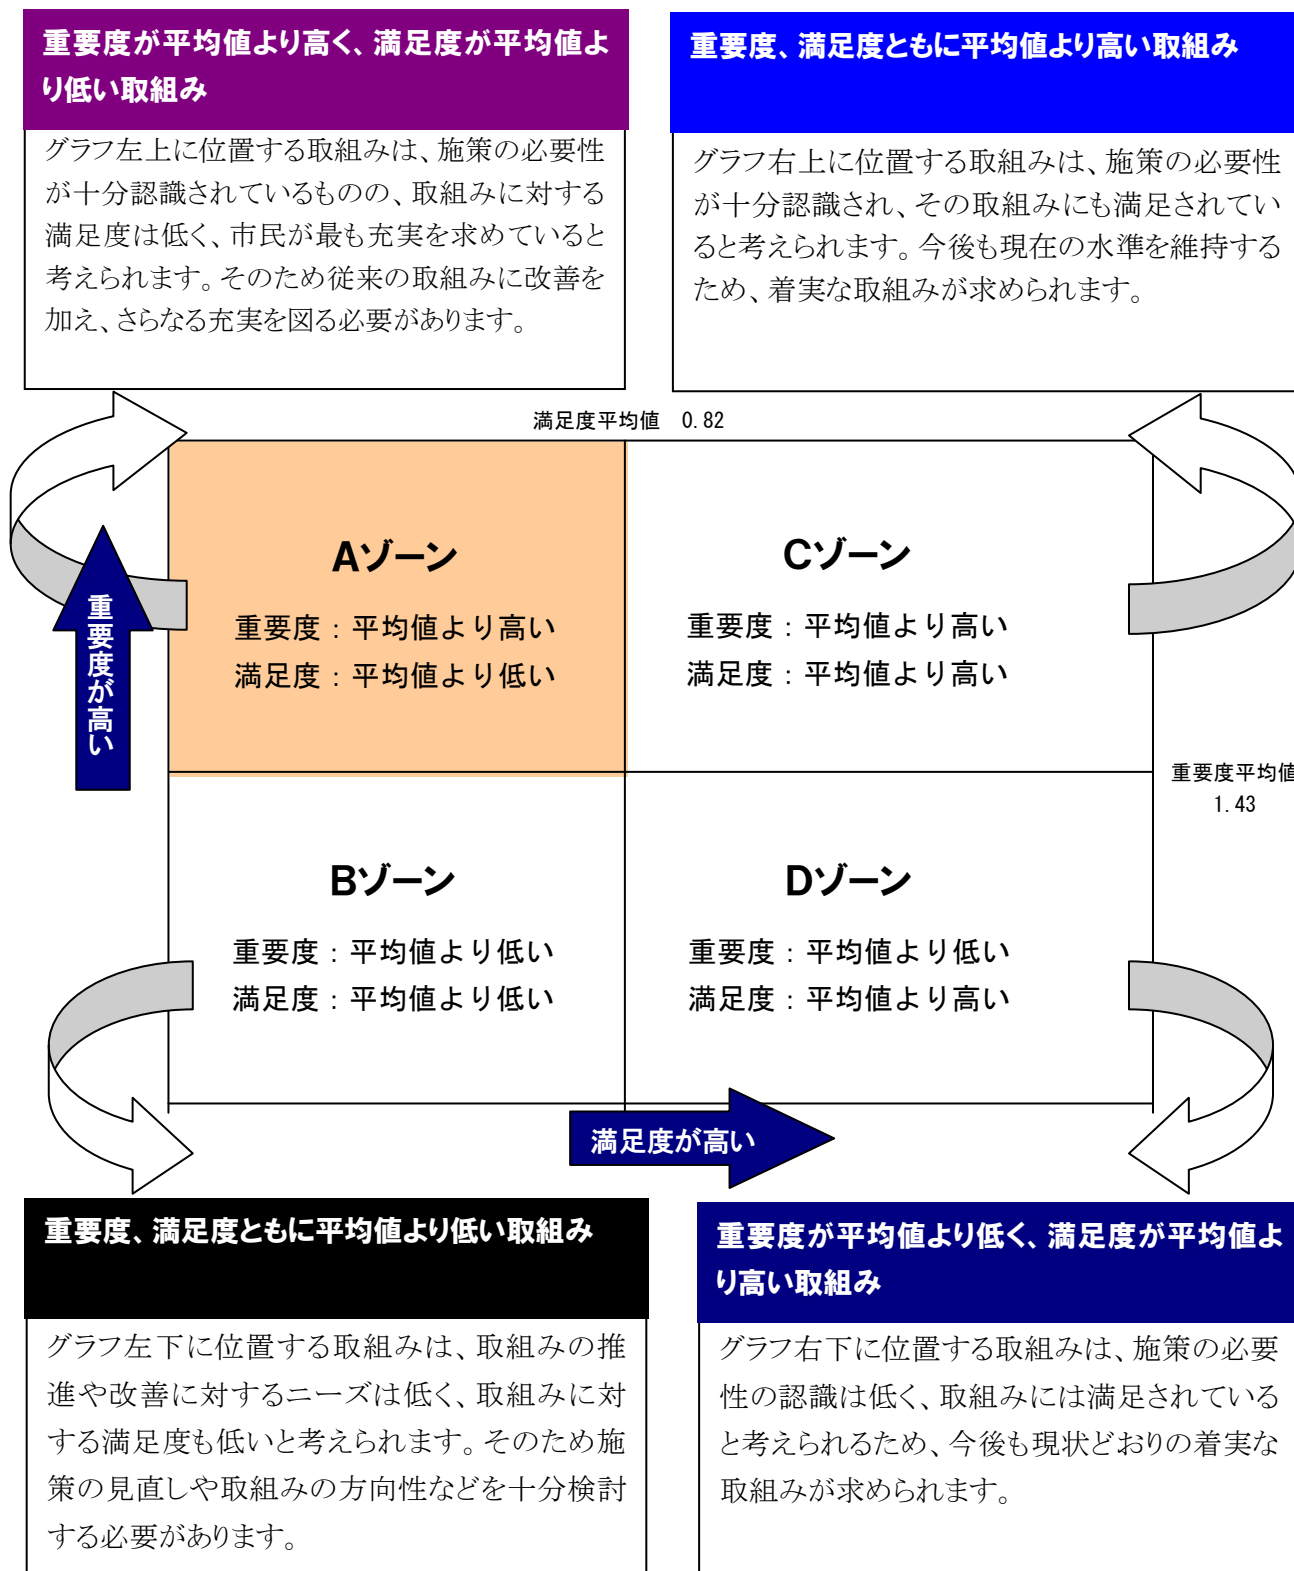 重要度が平均値より高く、満足度が平均値よ
り低い取組み
グラフ左上に位置する取組みは、施策の必要性
が十分認識されているものの、取組みに対する
満足度は低く、市民が最も充実を求めていると
考えられます。そのため従来の取組みに改善を
加え、さらなる充実を図る必要があります。
重要度、満足度ともに平均値より高い取組み
グラフ右上に位置する取組みは、施策の必要性
が十分認識され、その取組みにも満足されてい
ると考えられます。今後も現在の水準を維持する
ため、着実な取組みが求められます。
満足度平均値 0.82
重要度が高い
Aゾーン
重要度：平均値より高い
満足度：平均値より低い
Cゾーン
重要度：平均値より高い
満足度：平均値より高い
重要度平均値
1.43
Bゾーン
重要度：平均値より低い
満足度：平均値より低い
Dゾーン
重要度：平均値より低い
満足度：平均値より高い
満足度が高い
重要度、満足度ともに平均値より低い取組み
グラフ左下に位置する取組みは、取組みの推
進や改善に対するニーズは低く、取組みに対
する満足度も低いと考えられます。そのため施
策の見直しや取組みの方向性などを十分検討
する必要があります。
重要度が平均値より低く、満足度が平均値よ
り高い取組み
グラフ右下に位置する取組みは、施策の必要
性の認識は低く、取組みには満足されている
と考えられるため、今後も現状どおりの着実な
取組みが求められます。